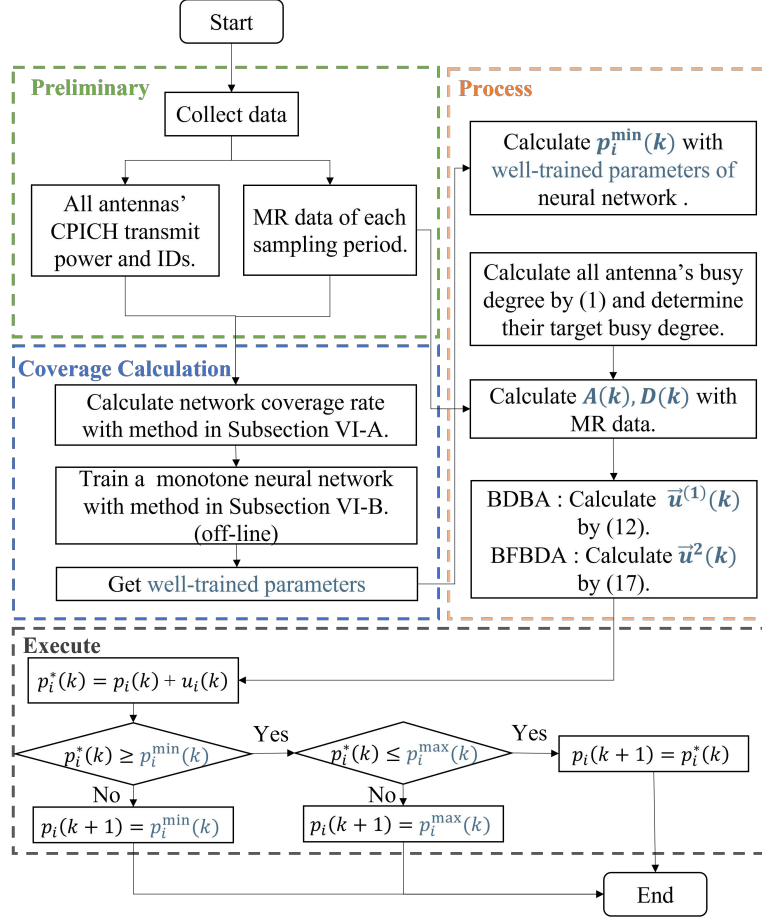 Start
Preliminary
Collect data
All antennas'
CPICH transmit
power and IDs.
MR data of each
sampling period.
Coverage Calculation
Calculate network coverage rate
with method in Subsection VI-A.
Train a monotone neural network
with method in Subsection VI-B.
(off-line)
Get well-trained parameters
Process
Calculate $p_i^{\min}(k)$ with
well-trained parameters of
neural network .
Calculate all antenna's busy
degree by (1) and determine
their target busy degree.
Calculate $A(k), D(k)$ with
MR data.
BDBA : Calculate $\vec{u}^{(1)}(k)$
by (12).
BFBDA : Calculate $\vec{u}^{2}(k)$
by (17).
Execute
$p_i^*(k) = p_i(k) + u_i(k)$
$p_i^*(k) \geq p_i^{\min}(k)$
Yes
$p_i^*(k) \leq p_i^{\max}(k)$
Yes
$p_i(k+1) = p_i^*(k)$
No
$p_i(k+1) = p_i^{\min}(k)$
No
$p_i(k+1) = p_i^{\max}(k)$
End